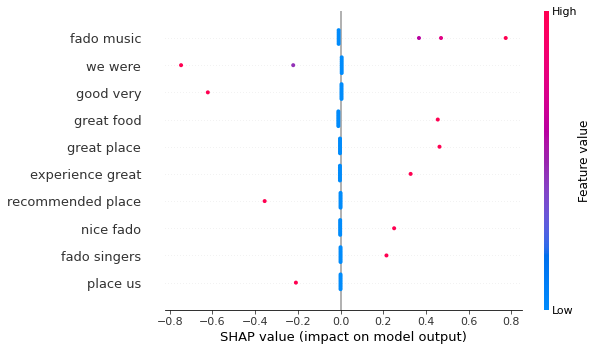 High
fado music
we were
good very
great food
great place
experience great
recommended place
nice fado
fado singers
place us
Feature value
Low
−0.8 −0.6 −0.4 −0.2 0.0 0.2 0.4 0.6 0.8
SHAP value (impact on model output)